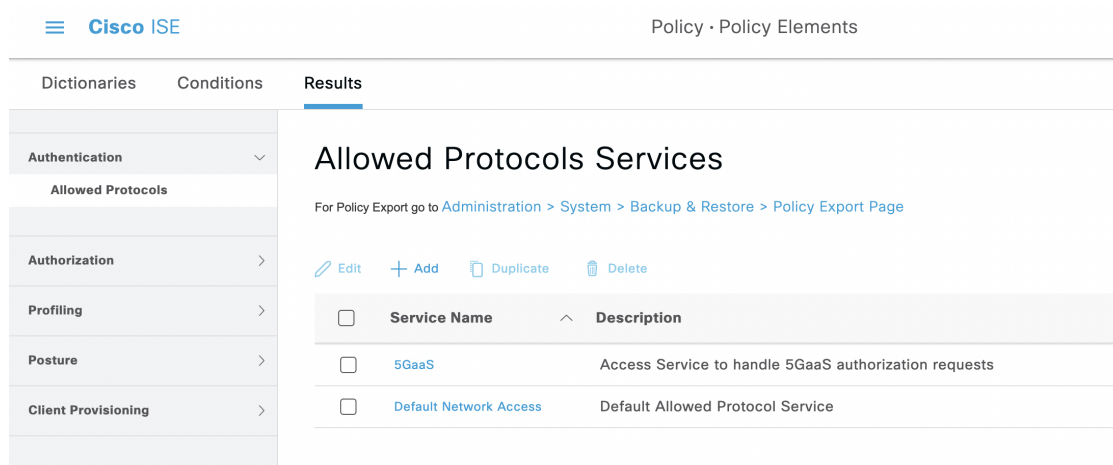 Cisco ISE
Policy · Policy Elements
Dictionaries Conditions Results
Authentication
Allowed Protocols
Authorization
Profiling
Posture
Client Provisioning
Allowed Protocols Services
For Policy Export go to Administration > System > Backup & Restore > Policy Export Page
Edit Add Duplicate Delete
Service Name Description
5GaaS Access Service to handle 5GaaS authorization requests
Default Network Access Default Allowed Protocol Service